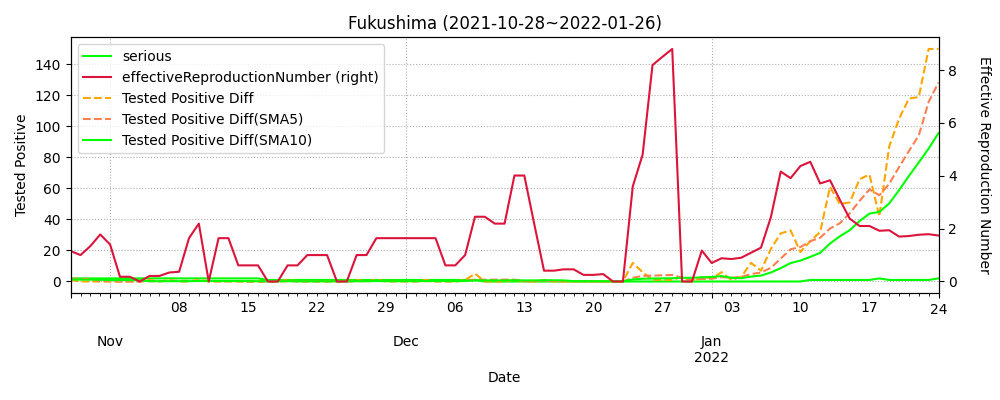 Fukushima (2021-10-28~2022-01-26)
serious
effectiveReproductionNumber (right)
Tested Positive Diff
Tested Positive Diff(SMA5)
Tested Positive Diff(SMA10)
Tested Positive
140
120
100
80
60
40
20
0
8
6
4
2
0
Effective Reproduction Number
08 15 22 29 06 13 20 27 03 10 17 24
Nov Dec Jan
2022
Date